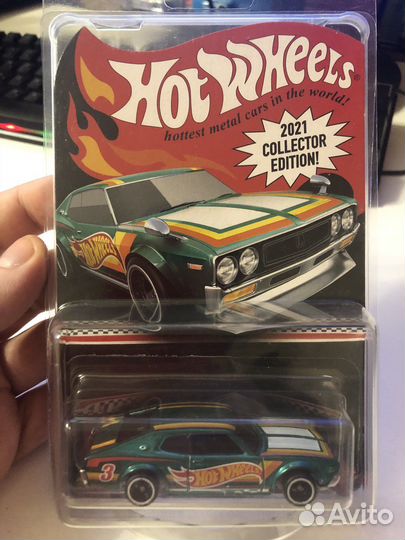 HOT WHEELS®
hottest metal cars in the world!
2021
COLLECTOR
EDITION!
HOT WHEELS
3
HOT WHEELS
Avito